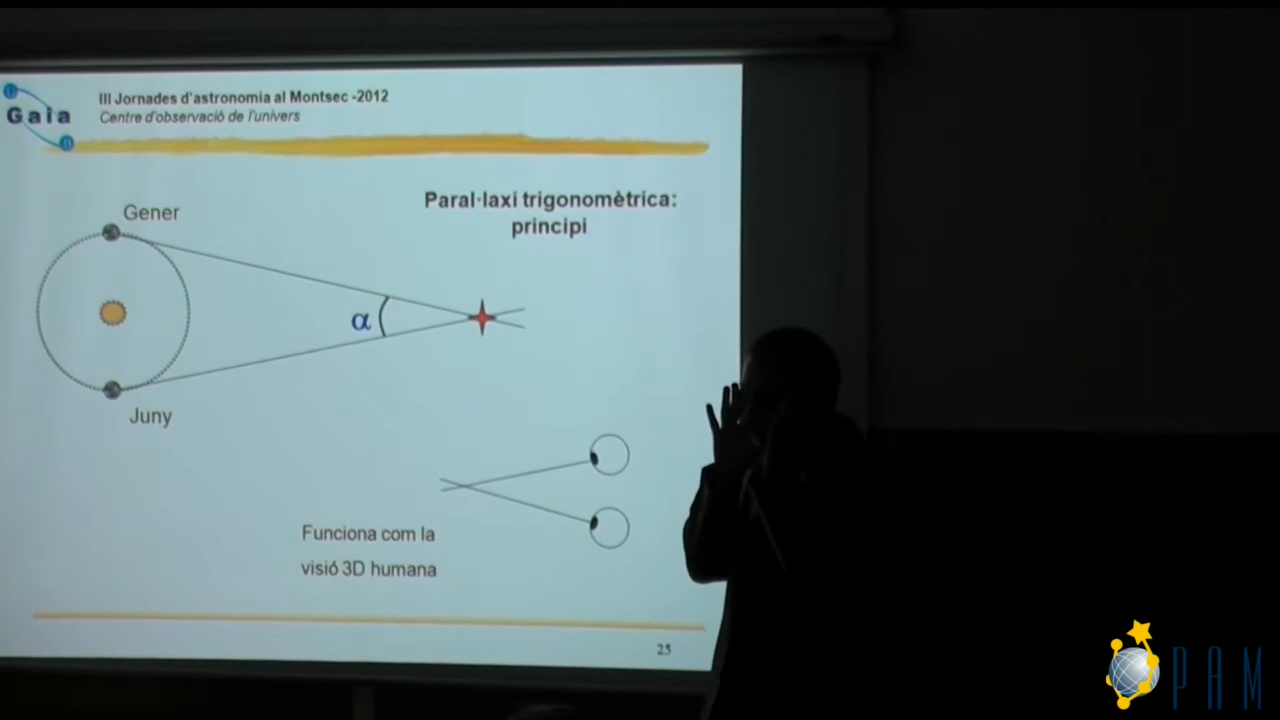 Gaia
III Jornades d'astronomia al Montsec -2012
Centre d'observació de l'univers
Paral·laxi trigonomètrica:
principi
Gener
α
Juny
Funciona com la
visió 3D humana
25
PAM